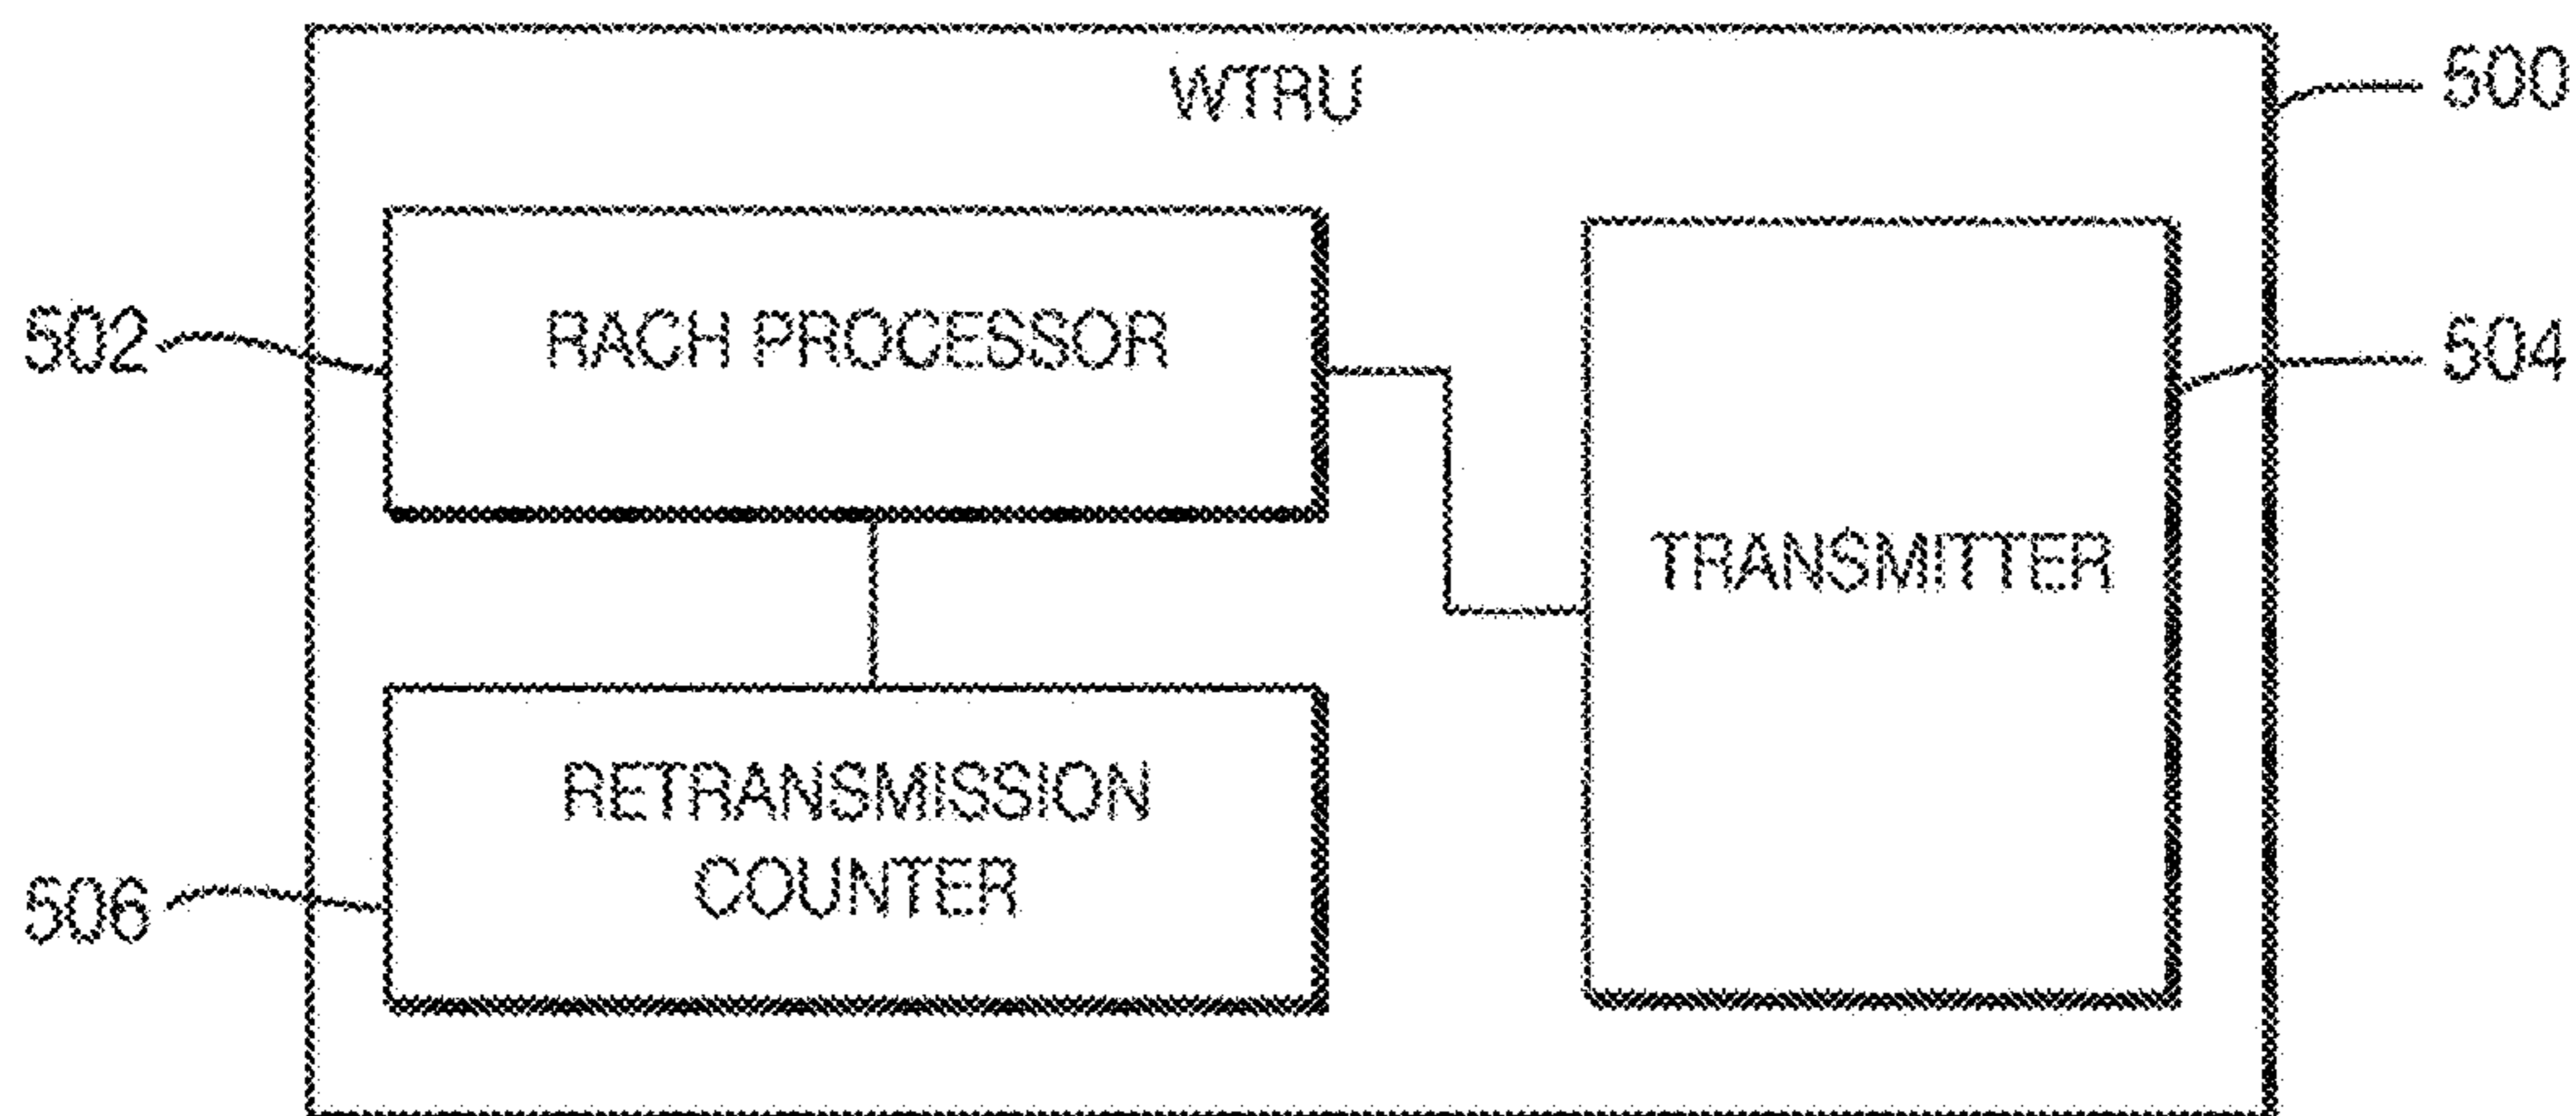 WTRU
500
502
RACH PROCESSOR
504
TRANSMITTER
RETRANSMISSION
COUNTER
506